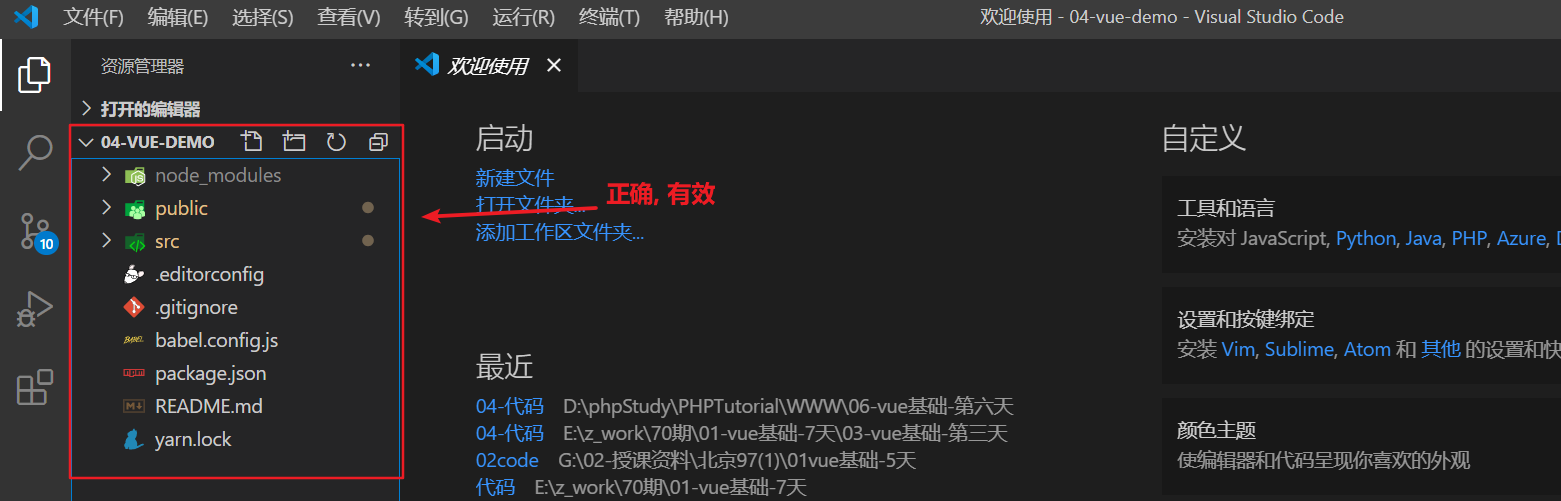 文件(F) 编辑(E) 选择(S) 查看(V) 转到(G) 运行(R) 终端(T) 帮助(H) 欢迎使用 - 04-vue-demo - Visual Studio Code
资源管理器 ···
欢迎使用
打开的编辑器
04-VUE-DEMO
node_modules
public
src
.editorconfig
.gitignore
babel.config.js
package.json
README.md
yarn.lock
10
启动
新建文件
打开文件夹...
添加工作区文件夹...
正确, 有效
最近
04-代码 D:\phpStudy\PHPTutorial\WWW\06-vue基础-第六天
04-代码 E:\z_work\70期\01-vue基础-7天\03-vue基础-第三天
02code G:\02-授课资料\北京97(1)\01vue基础-5天
代码 E:\z_work\70期\01-vue基础-7天
自定义
工具和语言
安装对 JavaScript, Python, Java, PHP, Azure,
设置和按键绑定
安装 Vim, Sublime, Atom 和 其他 的设置和快
颜色主题
使编辑器和代码呈现你喜欢的外观